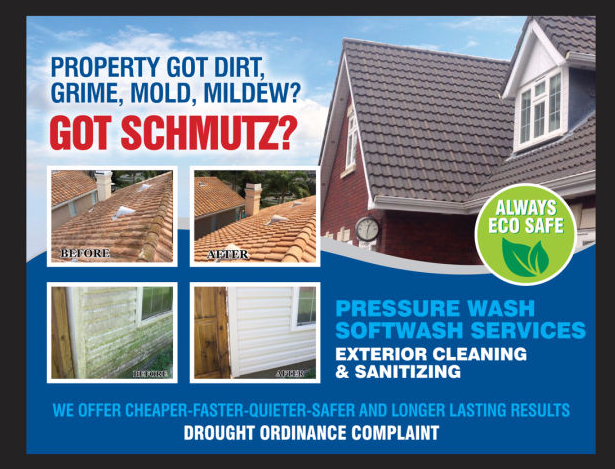 PROPERTY GOT DIRT,
GRIME, MOLD, MILDEW?
GOT SCHMUTZ?
BEFORE
AFTER
ALWAYS
ECO SAFE
BEFORE
AFTER
PRESSURE WASH
SOFTWASH SERVICES
EXTERIOR CLEANING
& SANITIZING
WE OFFER CHEAPER-FASTER-QUIETER-SAFER AND LONGER LASTING RESULTS
DROUGHT ORDINANCE COMPLAINT